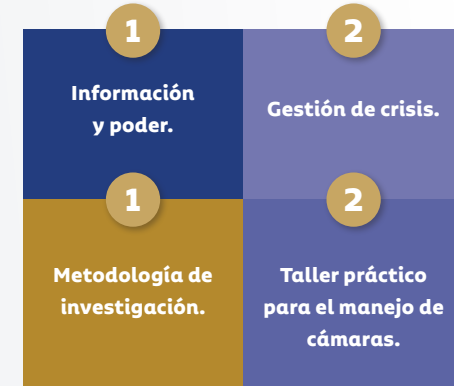 1
Información
y poder.
2
Gestión de crisis.
1
Metodología de
investigación.
2
Taller práctico
para el manejo de
cámaras.